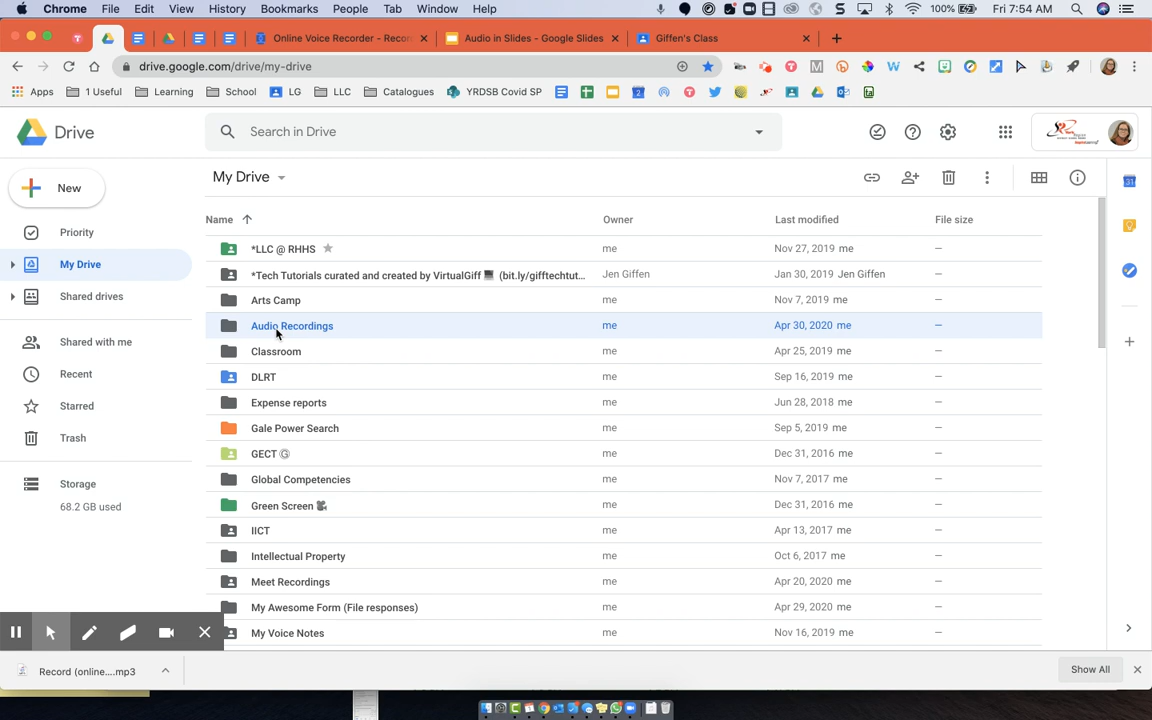 Chrome File Edit View History Bookmarks People Tab Window Help 100% Fri 7:54 AM
Online Voice Recorder - Recor Audio in Slides - Google Slides Giffen's Class
drive.google.com/drive/my-drive
Apps 1 Useful Learning School LG LLC Catalogues YRDSB Covid SP
Drive Search in Drive
New My Drive
Name Owner Last modified File size
Priority
My Drive
Shared drives
Shared with me
Recent
Starred
Trash
Storage
68.2 GB used
*LLC @ RHHS me Nov 27, 2019 me –
*Tech Tutorials curated and created by VirtualGiff 💻 (bit.ly/gifftechtut... Jen Giffen Jan 30, 2019 Jen Giffen –
Arts Camp me Nov 7, 2019 me –
Audio Recordings me Apr 30, 2020 me –
Classroom me Apr 25, 2019 me –
DLRT me Sep 16, 2019 me –
Expense reports me Jun 28, 2018 me –
Gale Power Search me Sep 5, 2019 me –
GECT Ⓖ me Dec 31, 2016 me –
Global Competencies me Nov 7, 2017 me –
Green Screen 🎥 me Dec 31, 2016 me –
IICT me Apr 13, 2017 me –
Intellectual Property me Oct 6, 2017 me –
Meet Recordings me Apr 20, 2020 me –
My Awesome Form (File responses) me Apr 29, 2020 me –
My Voice Notes me Nov 16, 2019 me –
Record (online....mp3 Show All